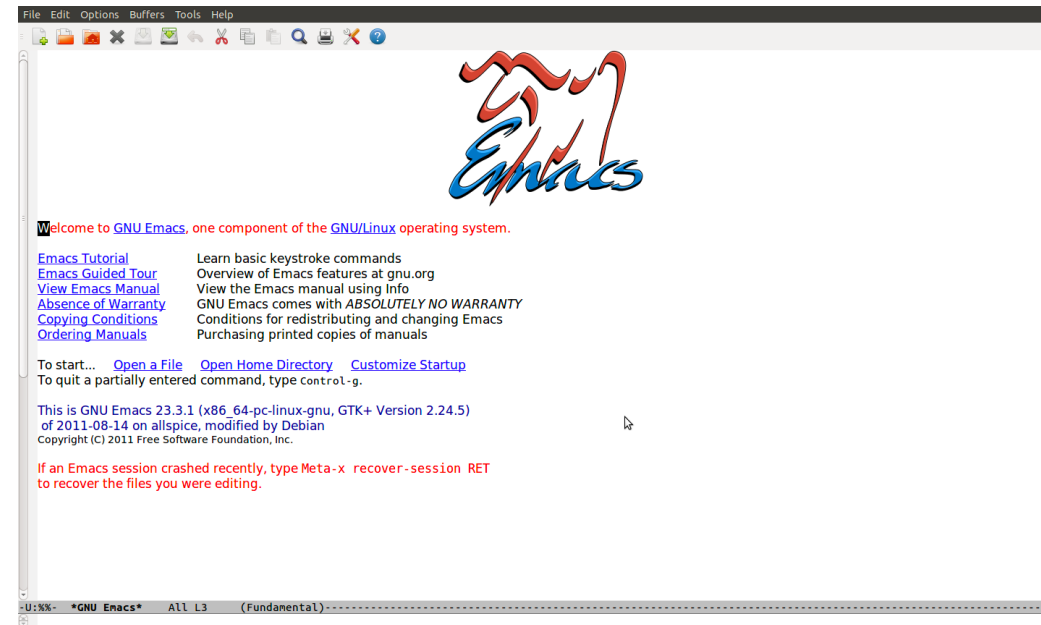 File Edit Options Buffers Tools Help
Emacs
Welcome to GNU Emacs, one component of the GNU/Linux operating system.
Emacs Tutorial Learn basic keystroke commands
Emacs Guided Tour Overview of Emacs features at gnu.org
View Emacs Manual View the Emacs manual using Info
Absence of Warranty GNU Emacs comes with ABSOLUTELY NO WARRANTY
Copying Conditions Conditions for redistributing and changing Emacs
Ordering Manuals Purchasing printed copies of manuals
To start... Open a File Open Home Directory Customize Startup
To quit a partially entered command, type Control-g.
This is GNU Emacs 23.3.1 (x86_64-pc-linux-gnu, GTK+ Version 2.24.5)
of 2011-08-14 on allspice, modified by Debian
Copyright (C) 2011 Free Software Foundation, Inc.
If an Emacs session crashed recently, type Meta-x recover-session RET
to recover the files you were editing.
-U:%%- *GNU Emacs* All L3 (Fundamental)-----------------------------------------------------------------------------------------------